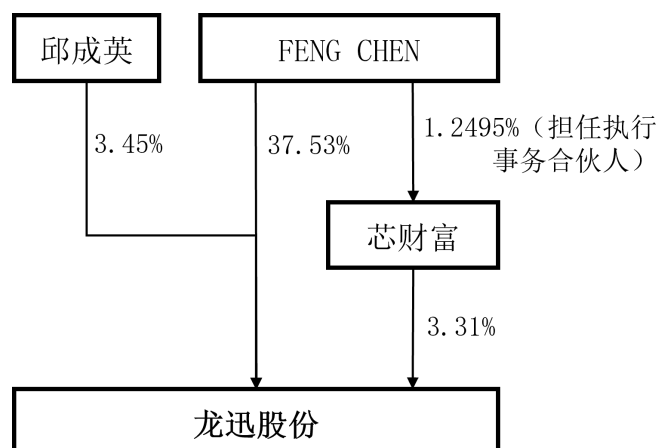 邱成英
FENG CHEN
3.45%
37.53%
1.2495%（担任执行
事务合伙人）
芯财富
3.31%
龙迅股份